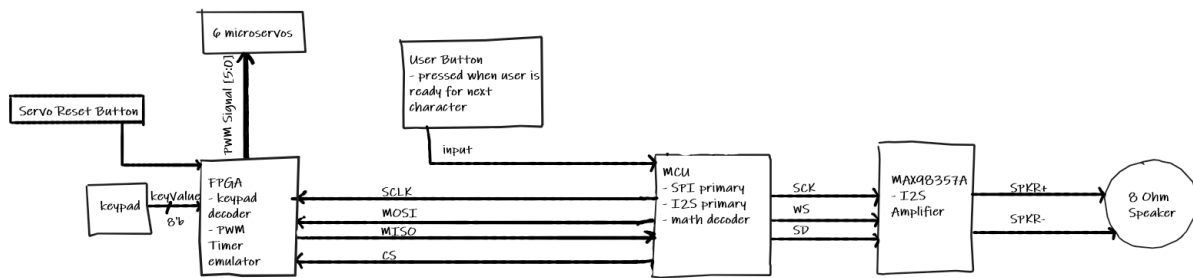 6 microservos
User Button
- pressed when user is
ready for next
character
Servo Reset Button
PWM Signal [5:0]
input
keypad
keyValue
8'b
FPGA
- keypad
decoder
- PWM
Timer
emulator
SCLK
MOSI
MISO
CS
MCU
- SPI primary
- I2S primary
- math decoder
SCK
WS
SD
MAX98357A
- I2S
Amplifier
SPKR+
SPKR-
8 Ohm
Speaker